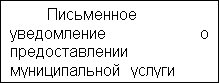 Письменное
уведомление о
предоставлении
муниципальной услуги